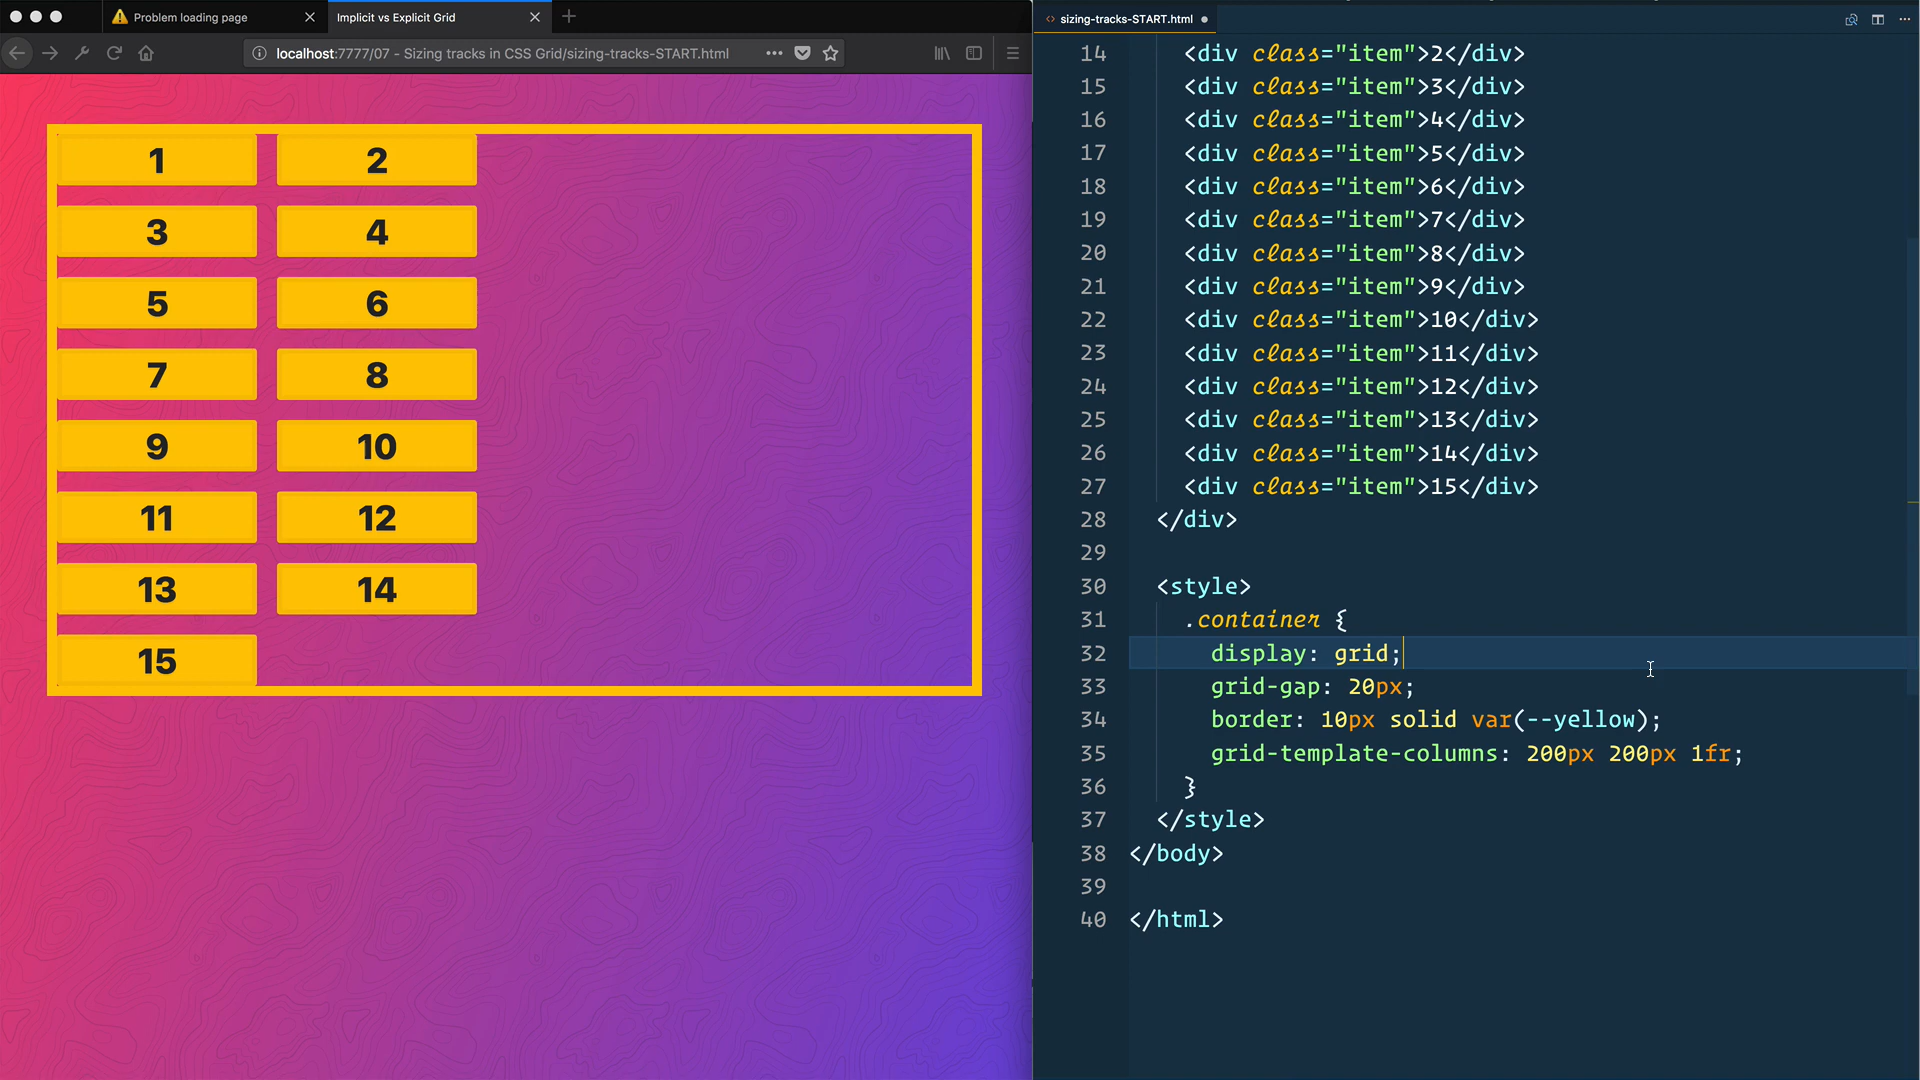 Problem loading page
Implicit vs Explicit Grid
localhost:7777/07 - Sizing tracks in CSS Grid/sizing-tracks-START.html
1
2
3
4
5
6
7
8
9
10
11
12
13
14
15
sizing-tracks-START.html
14 <div class="item">2</div>
15 <div class="item">3</div>
16 <div class="item">4</div>
17 <div class="item">5</div>
18 <div class="item">6</div>
19 <div class="item">7</div>
20 <div class="item">8</div>
21 <div class="item">9</div>
22 <div class="item">10</div>
23 <div class="item">11</div>
24 <div class="item">12</div>
25 <div class="item">13</div>
26 <div class="item">14</div>
27 <div class="item">15</div>
28 </div>
29
30 <style>
31 .container {
32 display: grid;
33 grid-gap: 20px;
34 border: 10px solid var(--yellow);
35 grid-template-columns: 200px 200px 1fr;
36 }
37 </style>
38 </body>
39
40 </html>